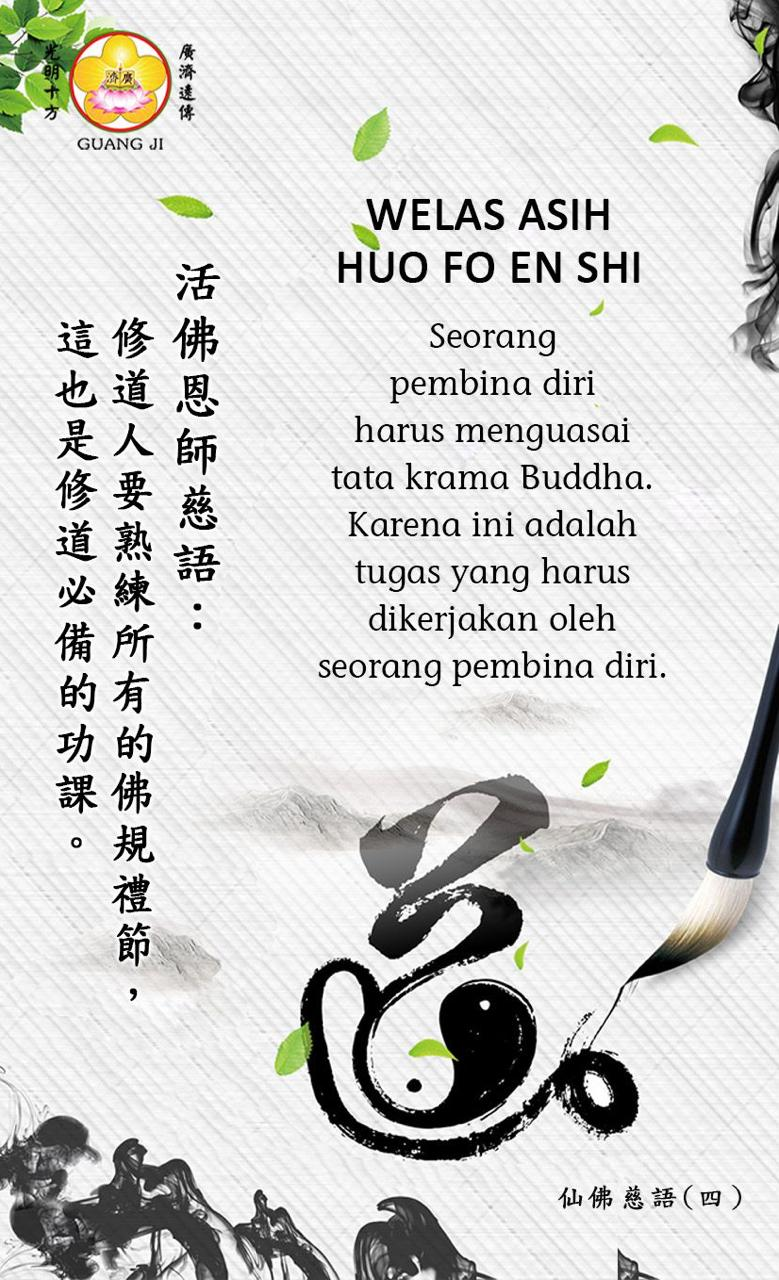 光明十方
廣濟遠傳
濟廣
GUANG JI
WELAS ASIH
HUO FO EN SHI
Seorang
pembina diri
harus menguasai
tata krama Buddha.
Karena ini adalah
tugas yang harus
dikerjakan oleh
seorang pembina diri.
活佛恩師慈語：
修道人要熟練所有的佛規禮節，
這也是修道必備的功課。
仙佛慈語(四)